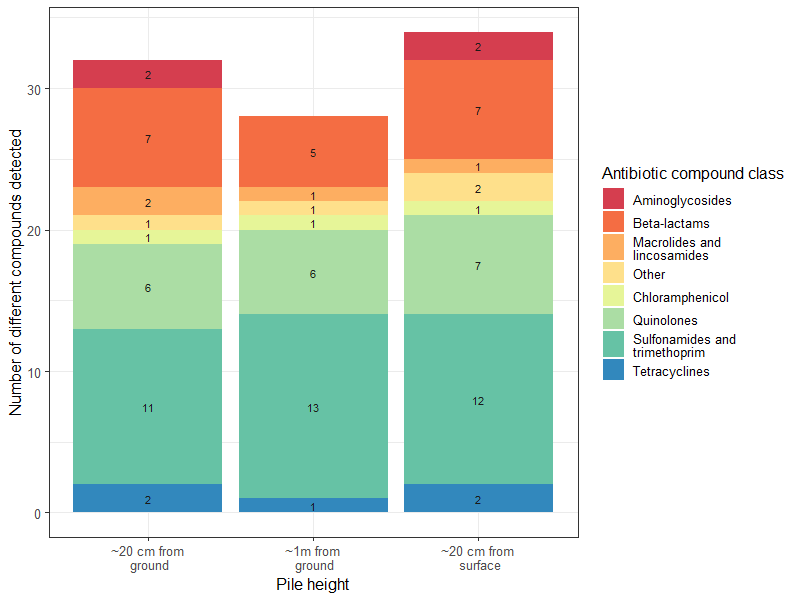 Number of different compounds detected
30
20
10
0
2
7
2
1
1
6
11
2
5
1
1
1
6
13
1
2
7
1
2
1
7
12
2
~20 cm from
ground
~1m from
ground
~20 cm from
surface
Pile height
Antibiotic compound class
Aminoglycosides
Beta-lactams
Macrolides and
lincosamides
Other
Chloramphenicol
Quinolones
Sulfonamides and
trimethoprim
Tetracyclines